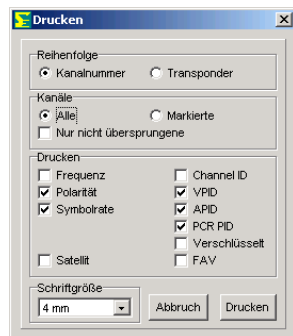 Drucken
Reihenfolge
Kanalnummer Transponder
Kanäle
Alle Markierte
Nur nicht übersprungene
Drucken
Frequenz Channel ID
Polarität VPID
Symbolrate APID
PCR PID
Verschlüsselt
Satellit FAV
Schriftgröße
4 mm Abbruch Drucken